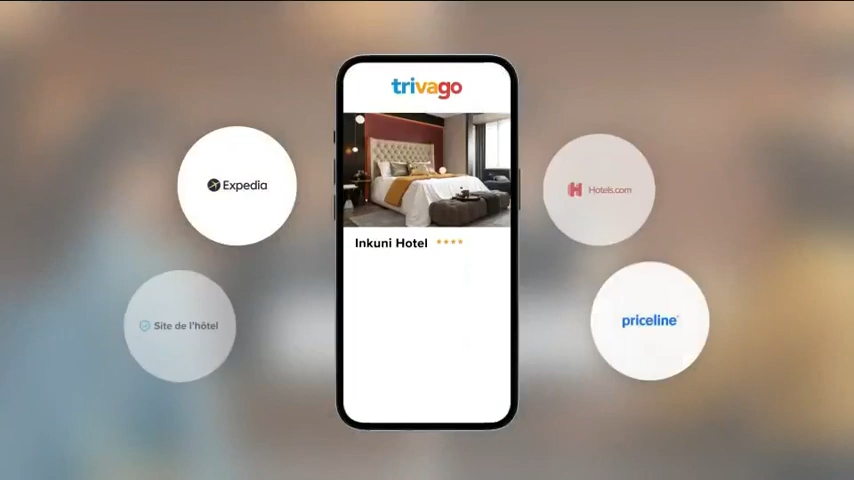 trivago
Expedia
Hotels.com
Inkuni Hotel
Site de l'hôtel
priceline